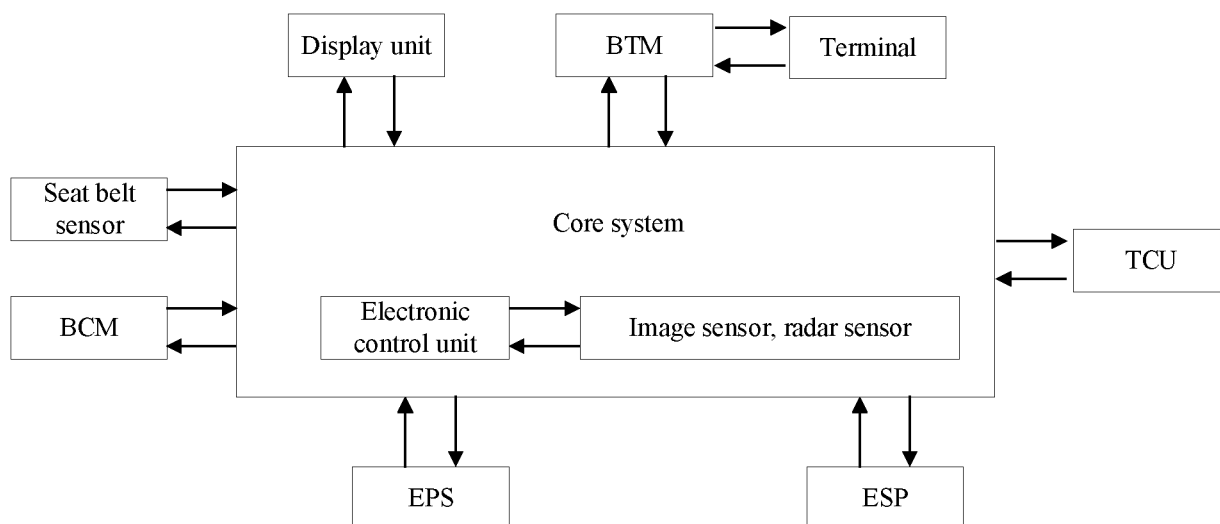 Display unit
BTM
Terminal
Seat belt
sensor
Core system
TCU
BCM
Electronic
control unit
Image sensor, radar sensor
EPS
ESP